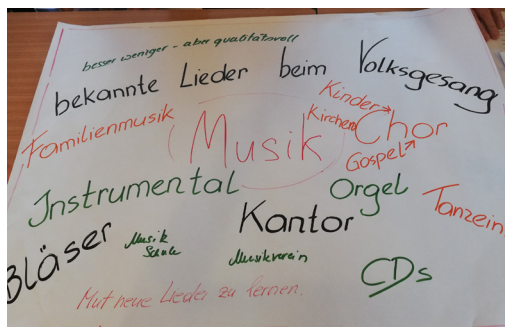 besser weniger - aber qualitätsvoll
bekannte Lieder beim Volksgesang
Familienmusik
Musik
Kinder
Kirchen
Chor
Gospel
Instrumental
Orgel
Tanzein
Bläser
Musik
Schule
Kantor
Musikverein
CDs
Mut neue Lieder zu lernen.